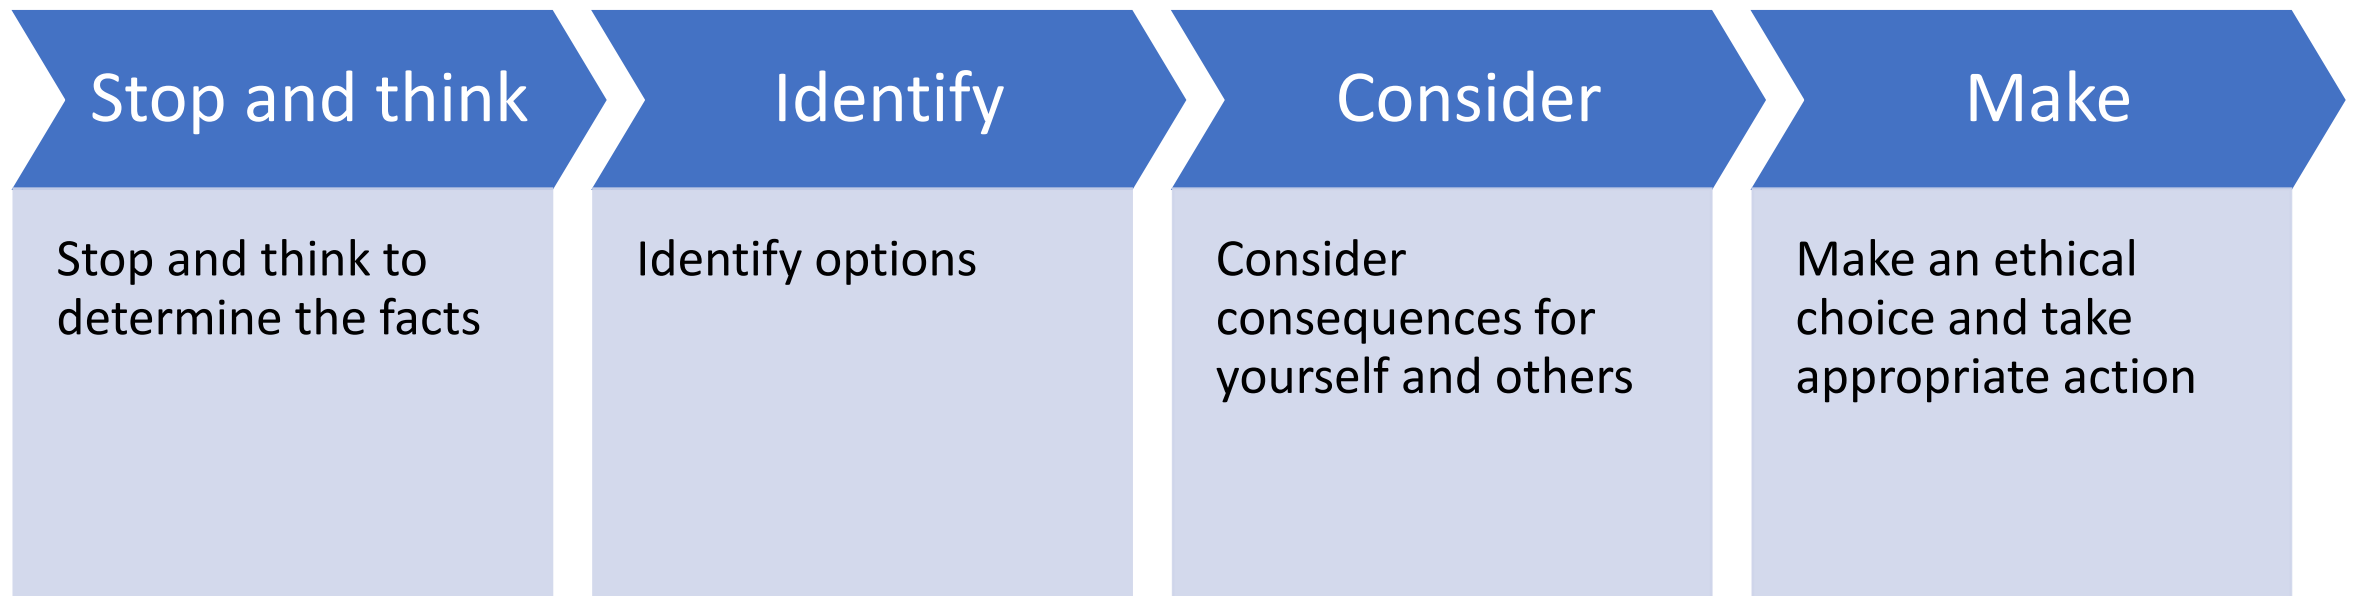 Stop and think
Identify
Consider
Make
Stop and think to
determine the facts
Identify options
Consider
consequences for
yourself and others
Make an ethical
choice and take
appropriate action